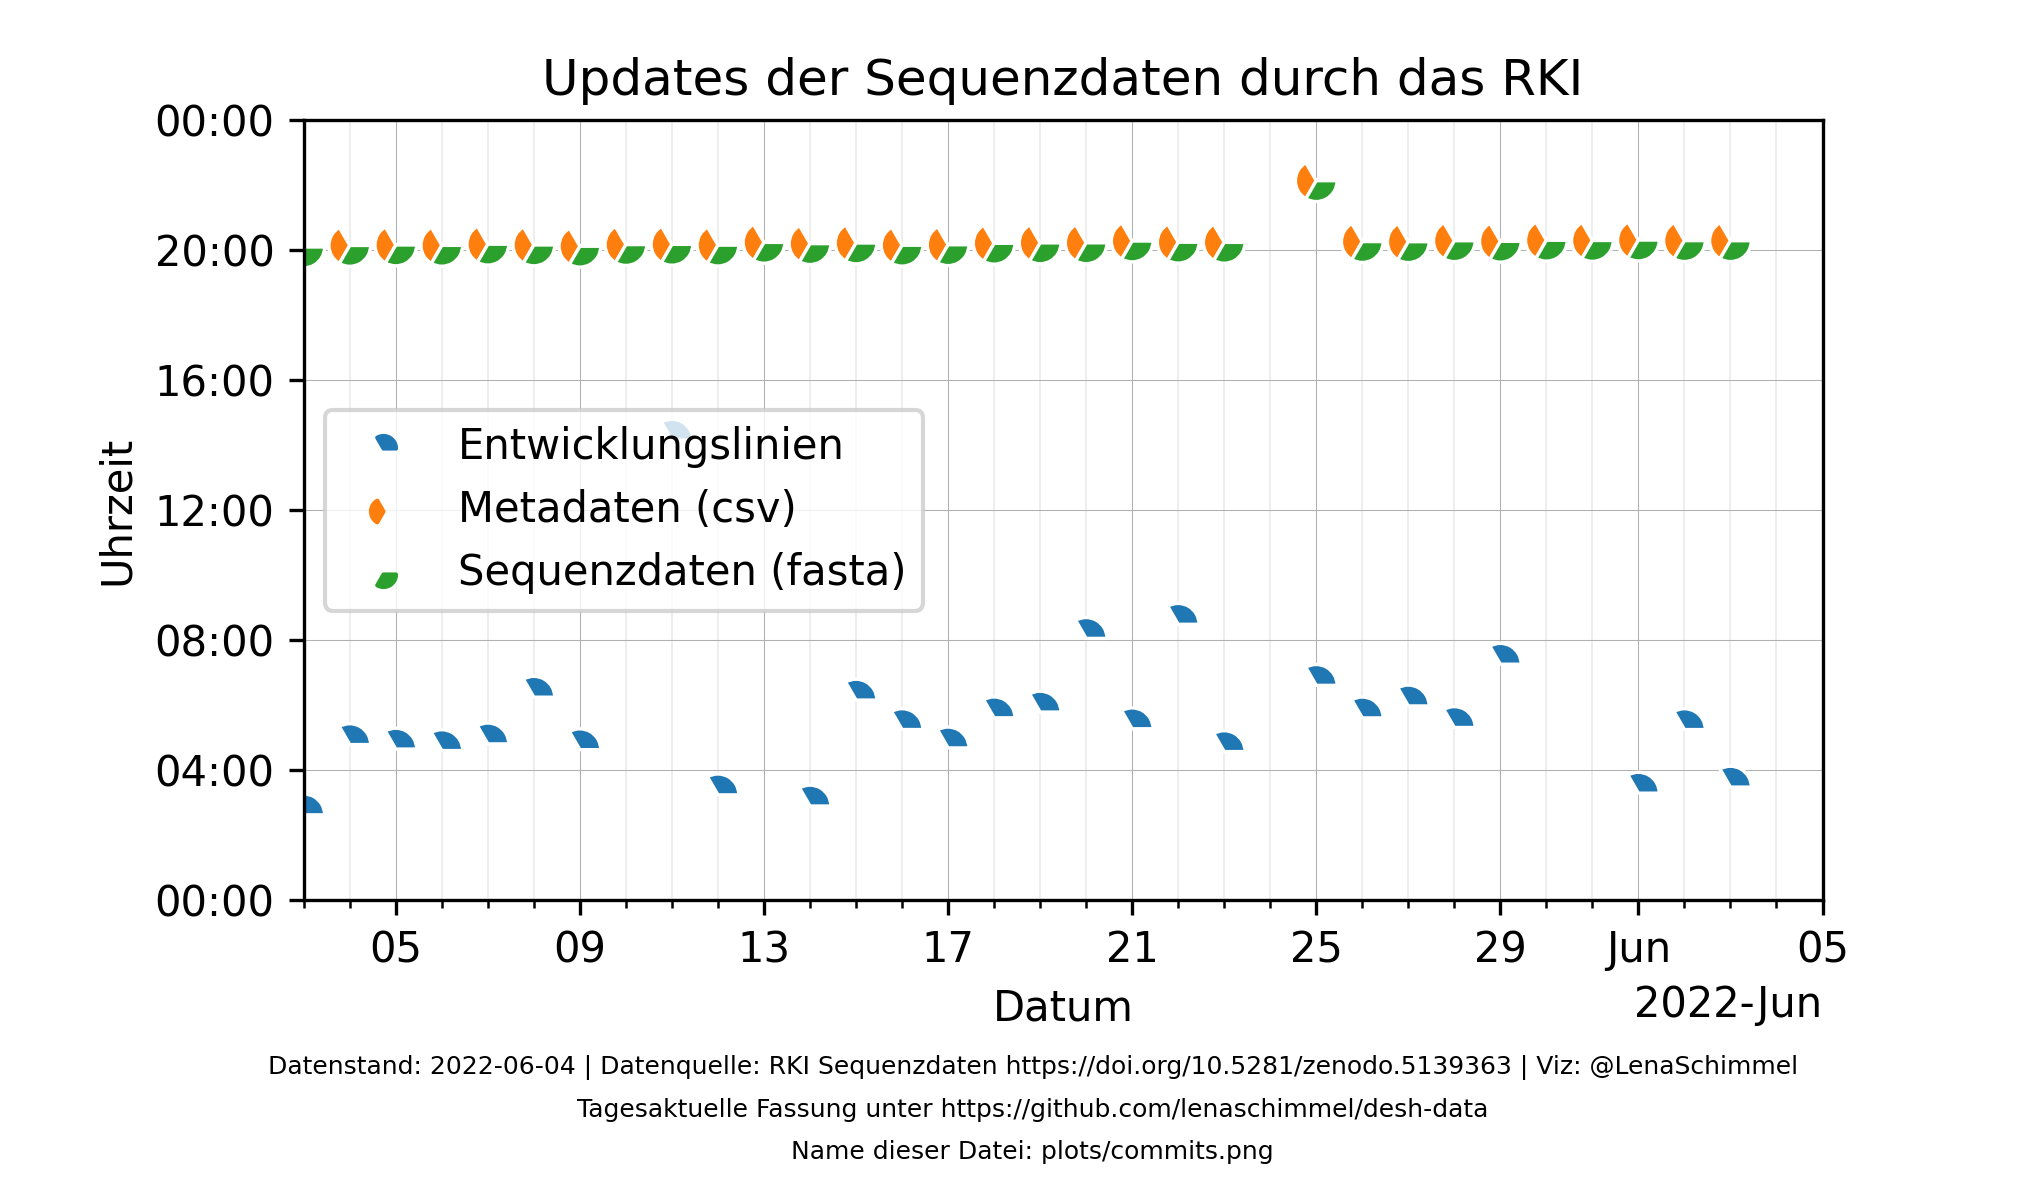 Updates der Sequenzdaten durch das RKI
00:00
20:00
16:00
12:00
08:00
04:00
00:00
Uhrzeit
Entwicklungslinien
Metadaten (csv)
Sequenzdaten (fasta)
05 09 13 17 21 25 29 Jun 05
2022-Jun
Datum
Datenstand: 2022-06-04 | Datenquelle: RKI Sequenzdaten https://doi.org/10.5281/zenodo.5139363 | Viz: @LenaSchimmel
Tagesaktuelle Fassung unter https://github.com/lenaschimmel/desh-data
Name dieser Datei: plots/commits.png